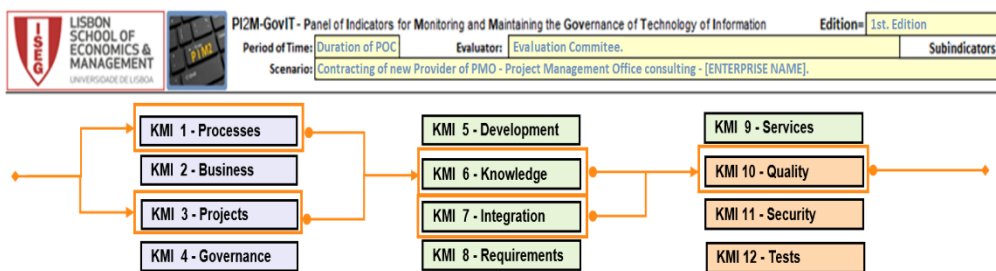 ISEG
LISBON
SCHOOL OF
ECONOMICS &
MANAGEMENT
UNIVERSIDADE DE LISBOA
PIM2
PI2M-GovIT - Panel of Indicators for Monitoring and Maintaining the Governance of Technology of Information Edition= 1st. Edition
Period of Time: Duration of POC Evaluator: Evaluation Commitee. Subindicators
Scenario: Contracting of new Provider of PMO - Project Management Office consulting - [ENTERPRISE NAME].
KMI 1 - Processes
KMI 2 - Business
KMI 3 - Projects
KMI 4 - Governance
KMI 5 - Development
KMI 6 - Knowledge
KMI 7 - Integration
KMI 8 - Requirements
KMI 9 - Services
KMI 10 - Quality
KMI 11 - Security
KMI 12 - Tests